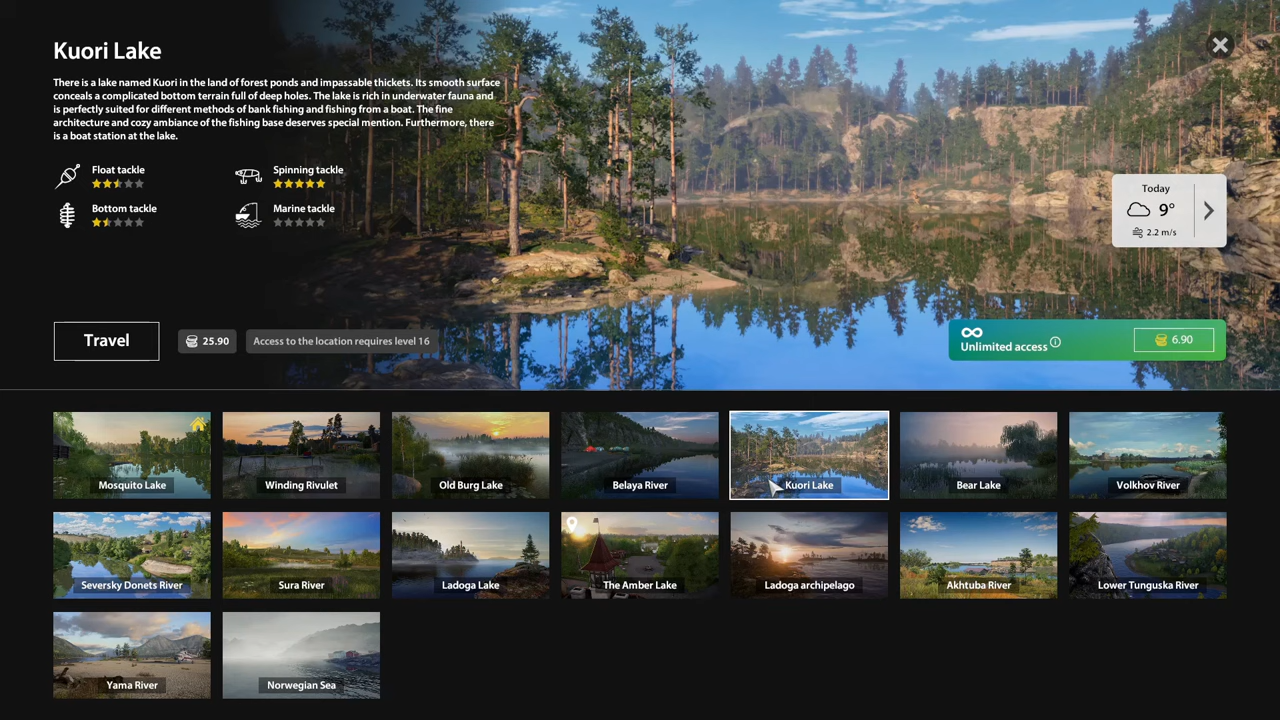 Kuori Lake
There is a lake named Kuori in the land of forest ponds and impassable thickets. Its smooth surface
conceals a complicated bottom terrain full of deep holes. The lake is rich in underwater fauna and
is perfectly suited for different methods of bank fishing and fishing from a boat. The fine
architecture and cozy ambiance of the fishing base deserves special mention. Furthermore, there
is a boat station at the lake.
Float tackle
Spinning tackle
Bottom tackle
Marine tackle
Today
9°
2.2 m/s
Travel
25.90
Access to the location requires level 16
Unlimited access
6.90
Mosquito Lake
Winding Rivulet
Old Burg Lake
Belaya River
Kuori Lake
Bear Lake
Volkhov River
Seversky Donets River
Sura River
Ladoga Lake
The Amber Lake
Ladoga archipelago
Akhtuba River
Lower Tunguska River
Yama River
Norwegian Sea